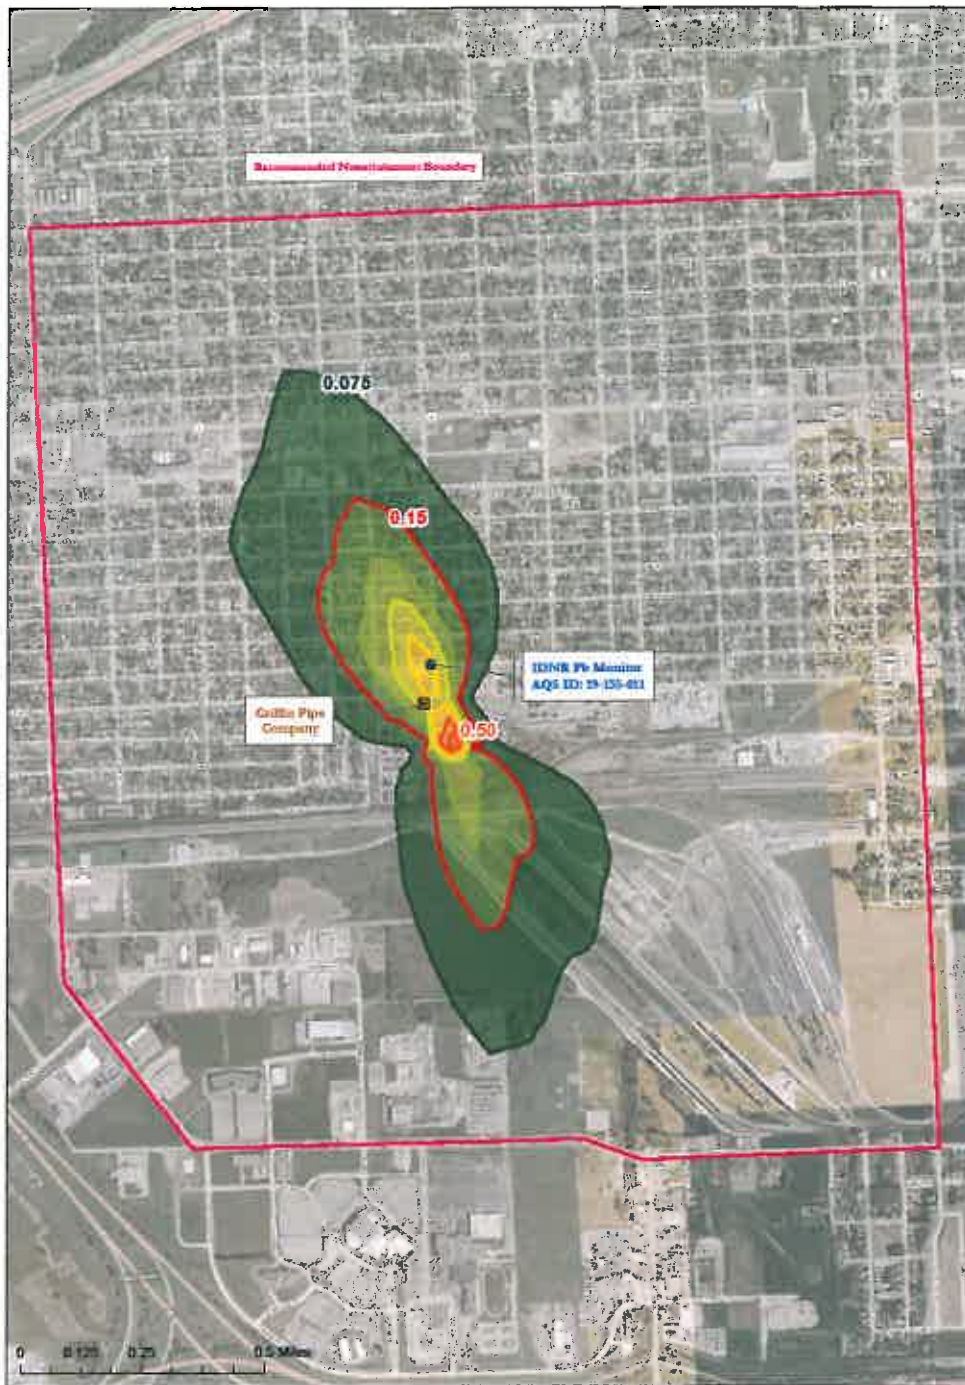 Recommended Nonattainment Boundary
0.075
0.15
IDNR Pb Monitor
AQS ID: 19-155-011
Griffin Pipe
Company
0.50
0 0.125 0.25 0.5 Miles